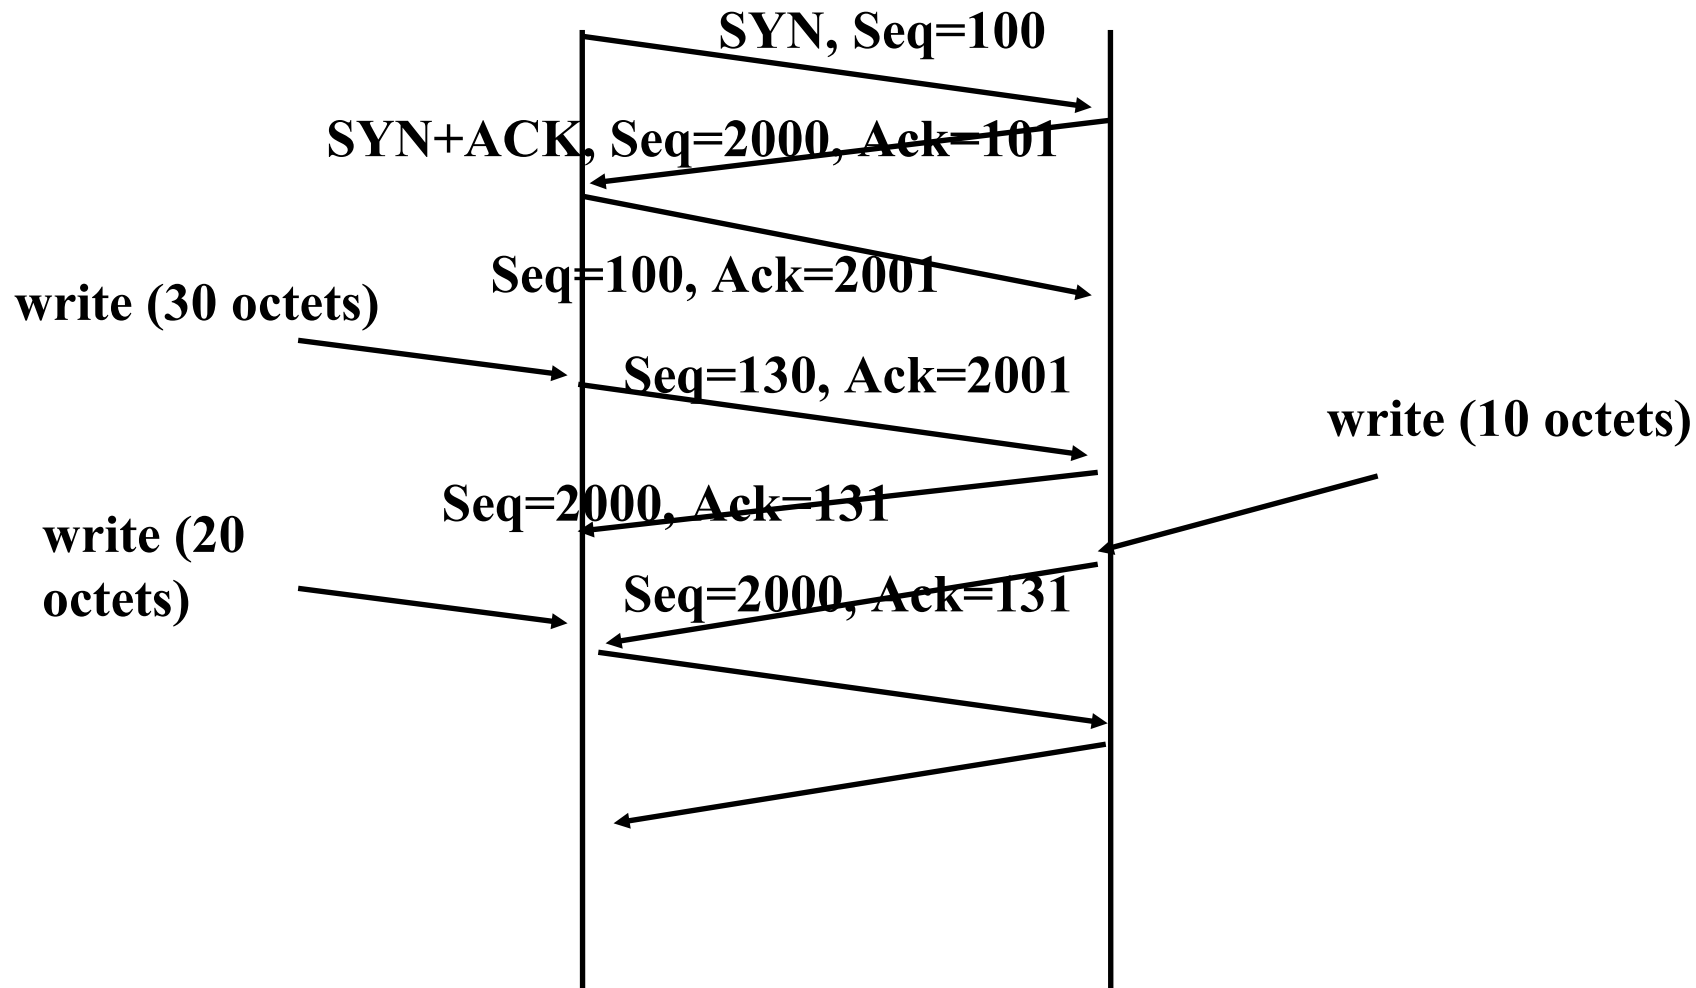 SYN, Seq=100
SYN+ACK, Seq=2000, Ack=101
Seq=100, Ack=2001
write (30 octets)
Seq=130, Ack=2001
write (10 octets)
Seq=2000, Ack=131
write (20
octets)
Seq=2000, Ack=131